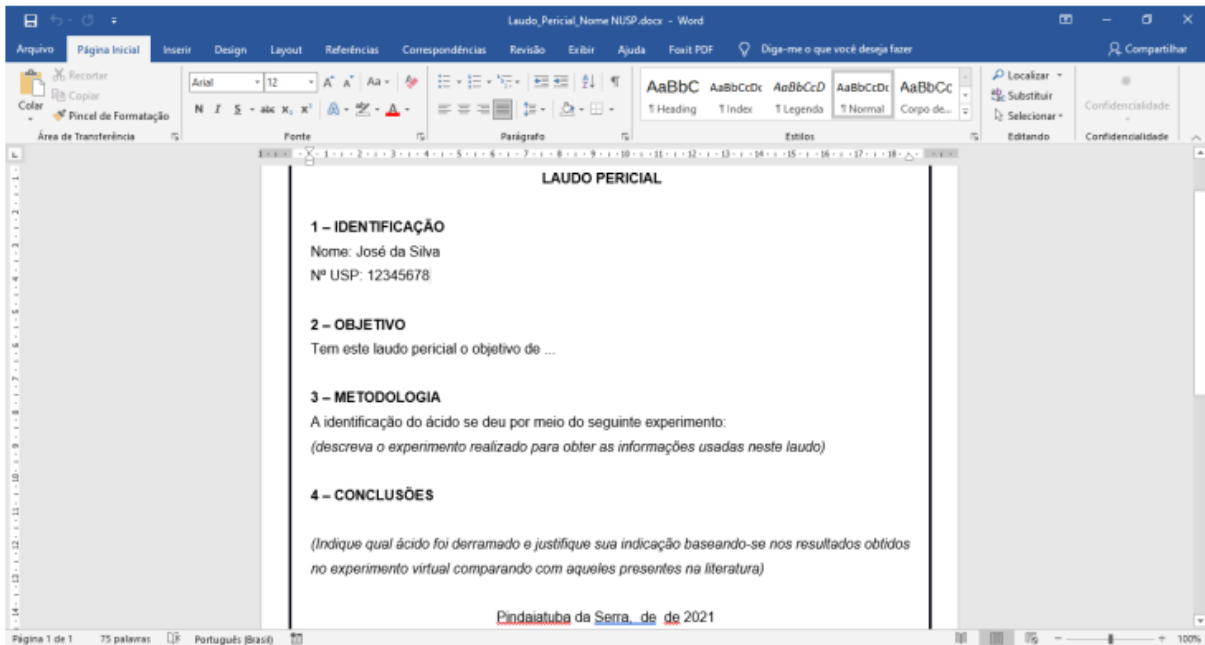 Laudo_Pericial_Nome NUSP.docx - Word
Arquivo Página Inicial Inserir Design Layout Referências Correspondências Revisão Exibir Ajuda Foxit PDF Diga-me o que você deseja fazer Compartilhar
Colar
Recortar
Copiar
Pincel de Formatação
Área de Transferência
Arial 12
N I S abc x₂ x²
Fonte
Parágrafo
AaBbC AaBbCcDc AaBbCcD AaBbCcDc AaBbCc
¶ Heading ¶ Index ¶ Legenda ¶ Normal Corpo de...
Estilos
Localizar
Substituir
Selecionar
Editando
Confidencialidade
Confidencialidade
LAUDO PERICIAL
1 – IDENTIFICAÇÃO
Nome: José da Silva
Nº USP: 12345678
2 – OBJETIVO
Tem este laudo pericial o objetivo de ...
3 – METODOLOGIA
A identificação do ácido se deu por meio do seguinte experimento:
(descreva o experimento realizado para obter as informações usadas neste laudo)
4 – CONCLUSÕES
(Indique qual ácido foi derramado e justifique sua indicação baseando-se nos resultados obtidos
no experimento virtual comparando com aqueles presentes na literatura)
Pindaiatuba da Serra, de de 2021
Página 1 de 1 75 palavras Português (Brasil) 100%